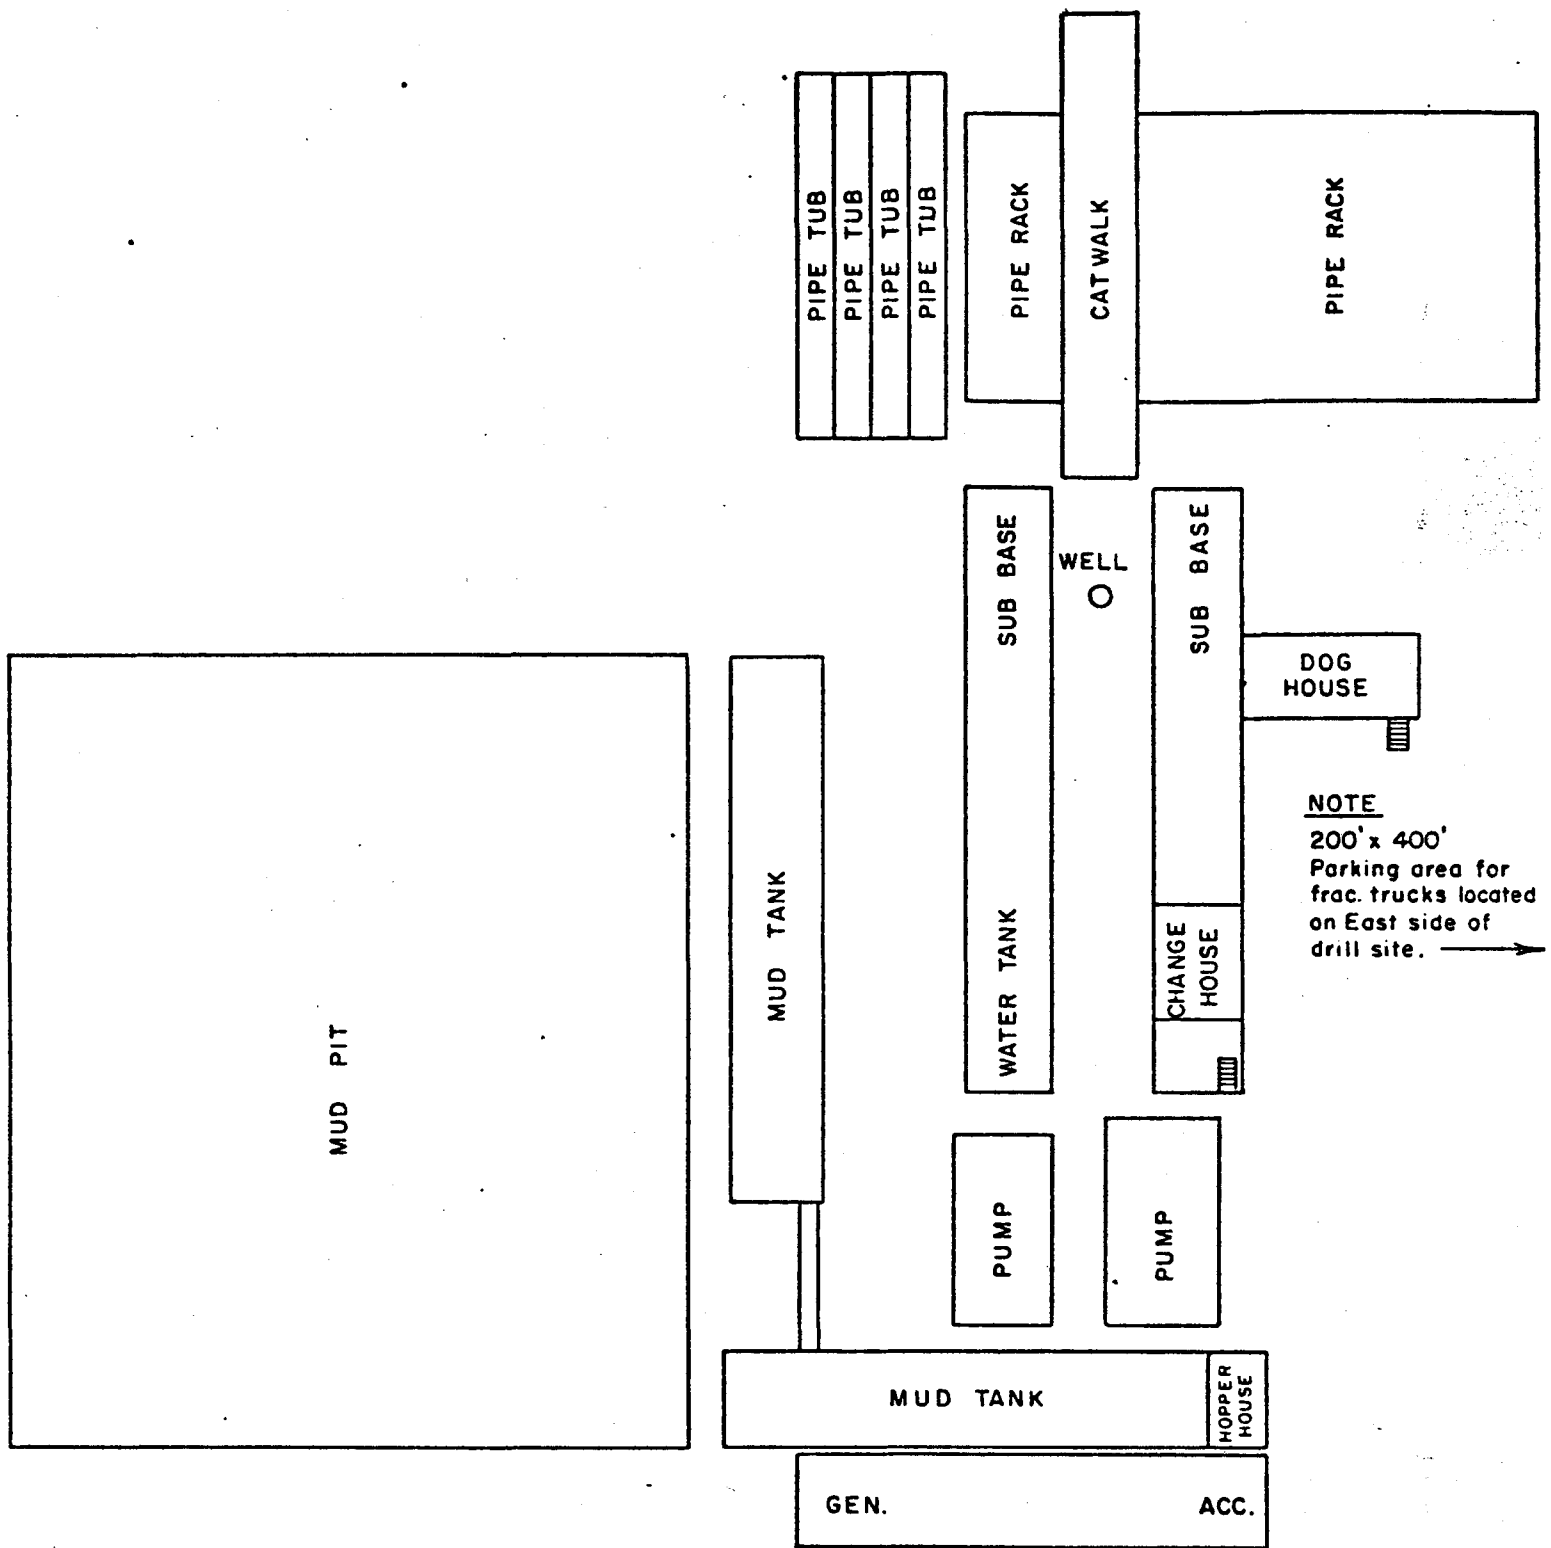 PIPE TUB
PIPE TUB
PIPE TUB
PIPE TUB
PIPE RACK
CATWALK
PIPE RACK
SUB BASE
WELL
SUB BASE
DOG
HOUSE
NOTE
200' x 400'
Parking area for
frac. trucks located
on East side of
drill site.
MUD TANK
WATER TANK
CHANGE
HOUSE
MUD PIT
PUMP
PUMP
MUD TANK
HOPPER
HOUSE
GEN.
ACC.